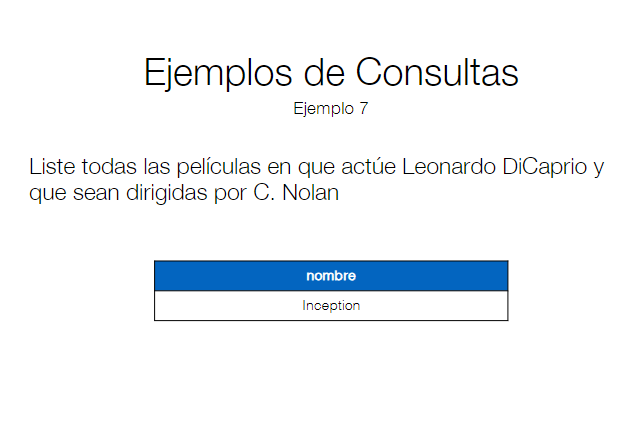 Ejemplos de Consultas
Ejemplo 7
Liste todas las películas en que actúe Leonardo DiCaprio y
que sean dirigidas por C. Nolan
nombre
Inception